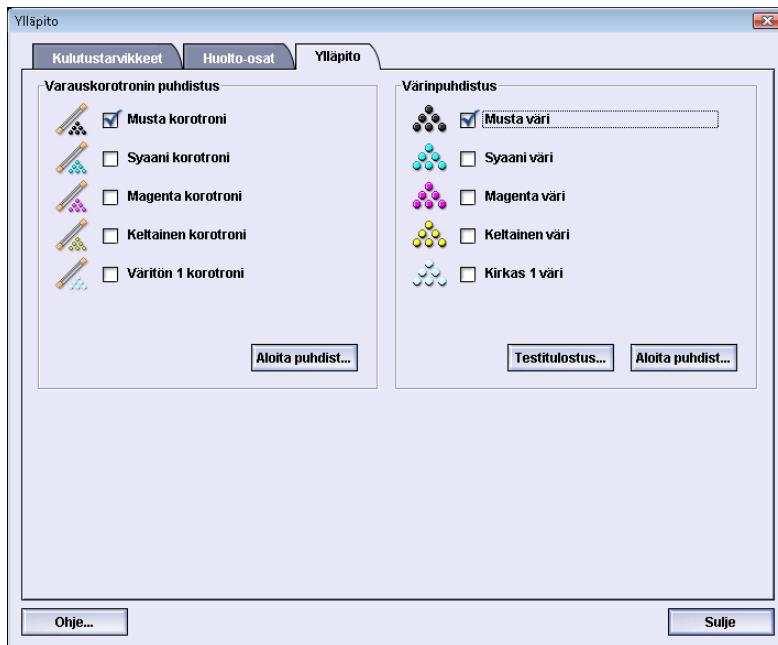 Ylläpito
Kulutustarvikkeet
Huolto-osat
Ylläpito
Varauskorotronin puhdistus
Musta korotroni
Syaani korotroni
Magenta korotroni
Keltainen korotroni
Väritön 1 korotroni
Aloita puhdist...
Värinpuhdistus
Musta väri
Syaani väri
Magenta väri
Keltainen väri
Kirkas 1 väri
Testitulostus...
Aloita puhdist...
Ohje...
Sulje